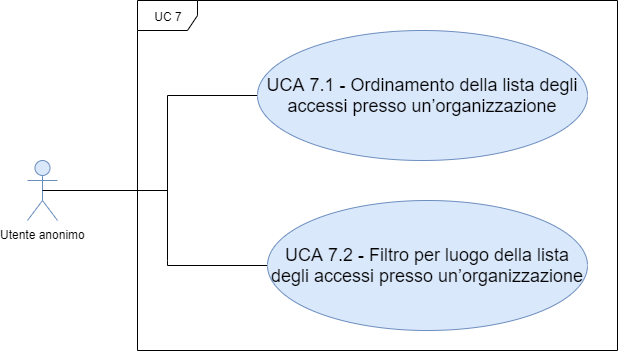 UC 7
UCA 7.1 - Ordinamento della lista degli
accessi presso un'organizzazione
Utente anonimo
UCA 7.2 - Filtro per luogo della lista
degli accessi presso un'organizzazione